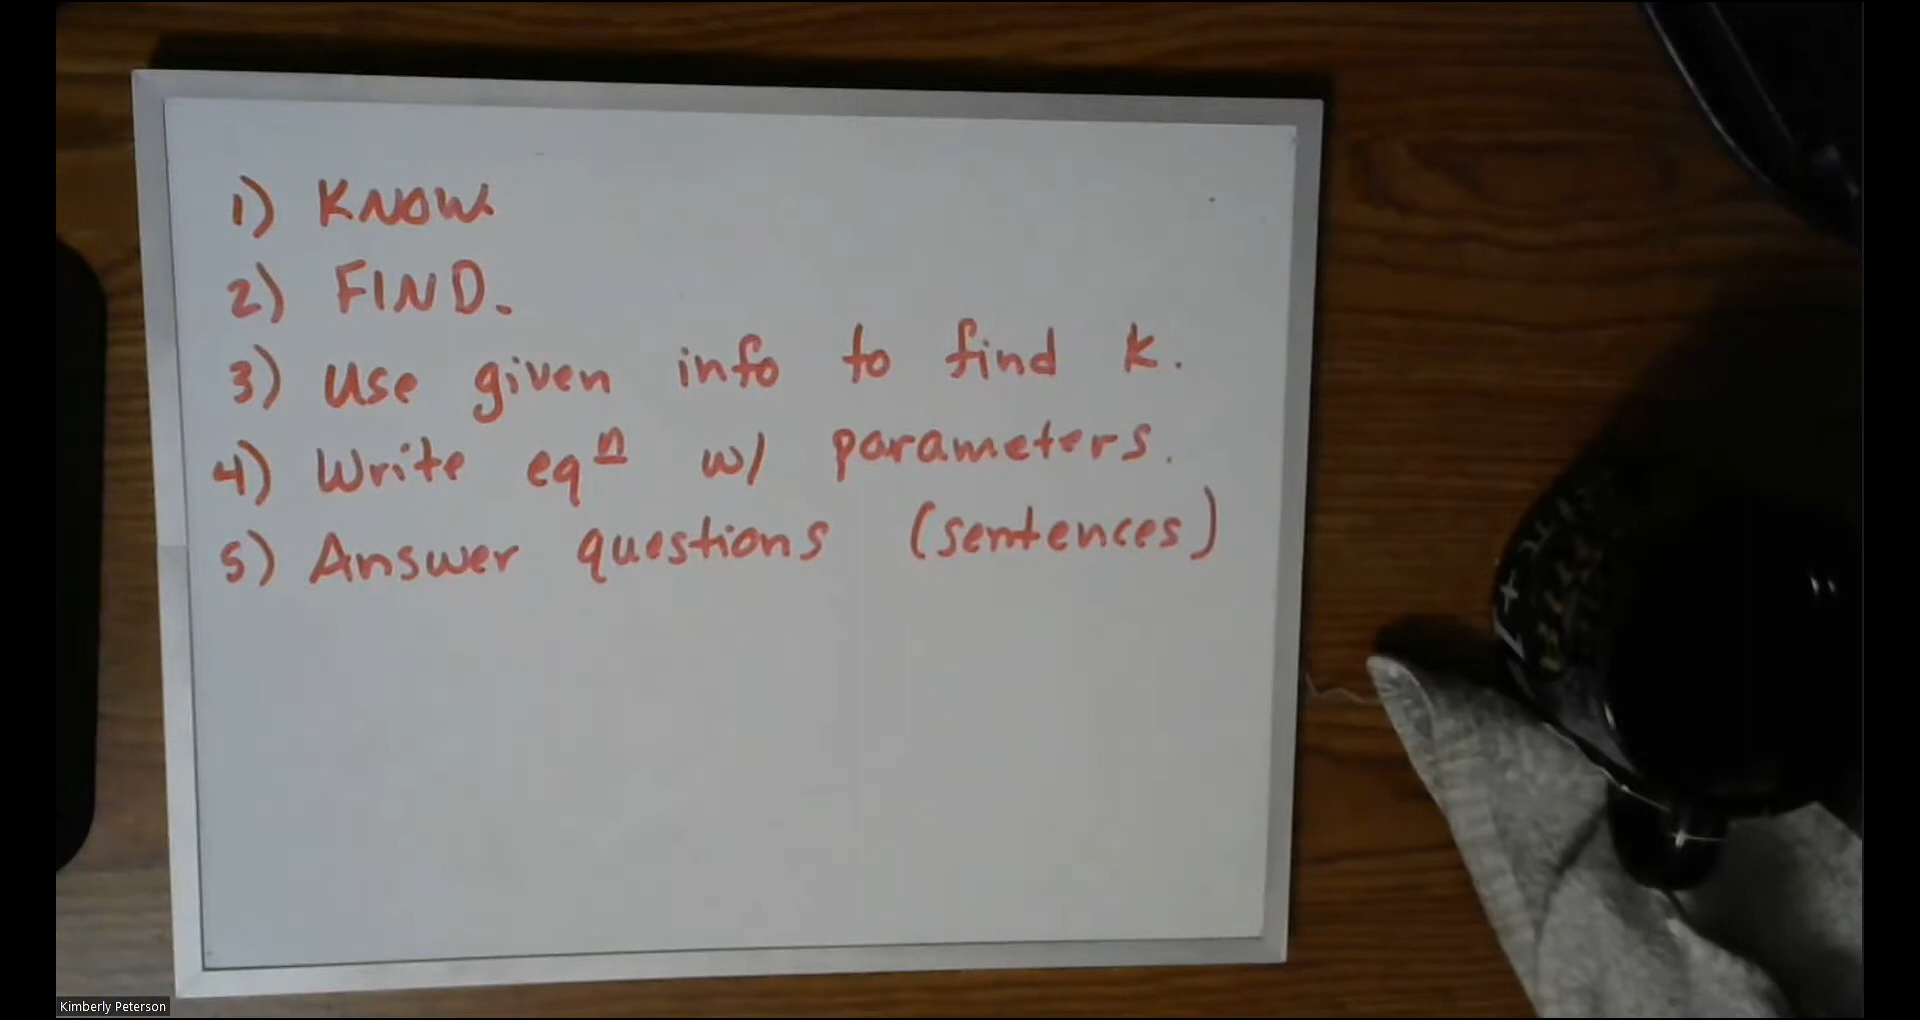 1) KNOW.
2) FIND.
3) Use given info to find k.
4) Write eqn w/ parameters.
5) Answer questions (sentences)
Kimberly Peterson